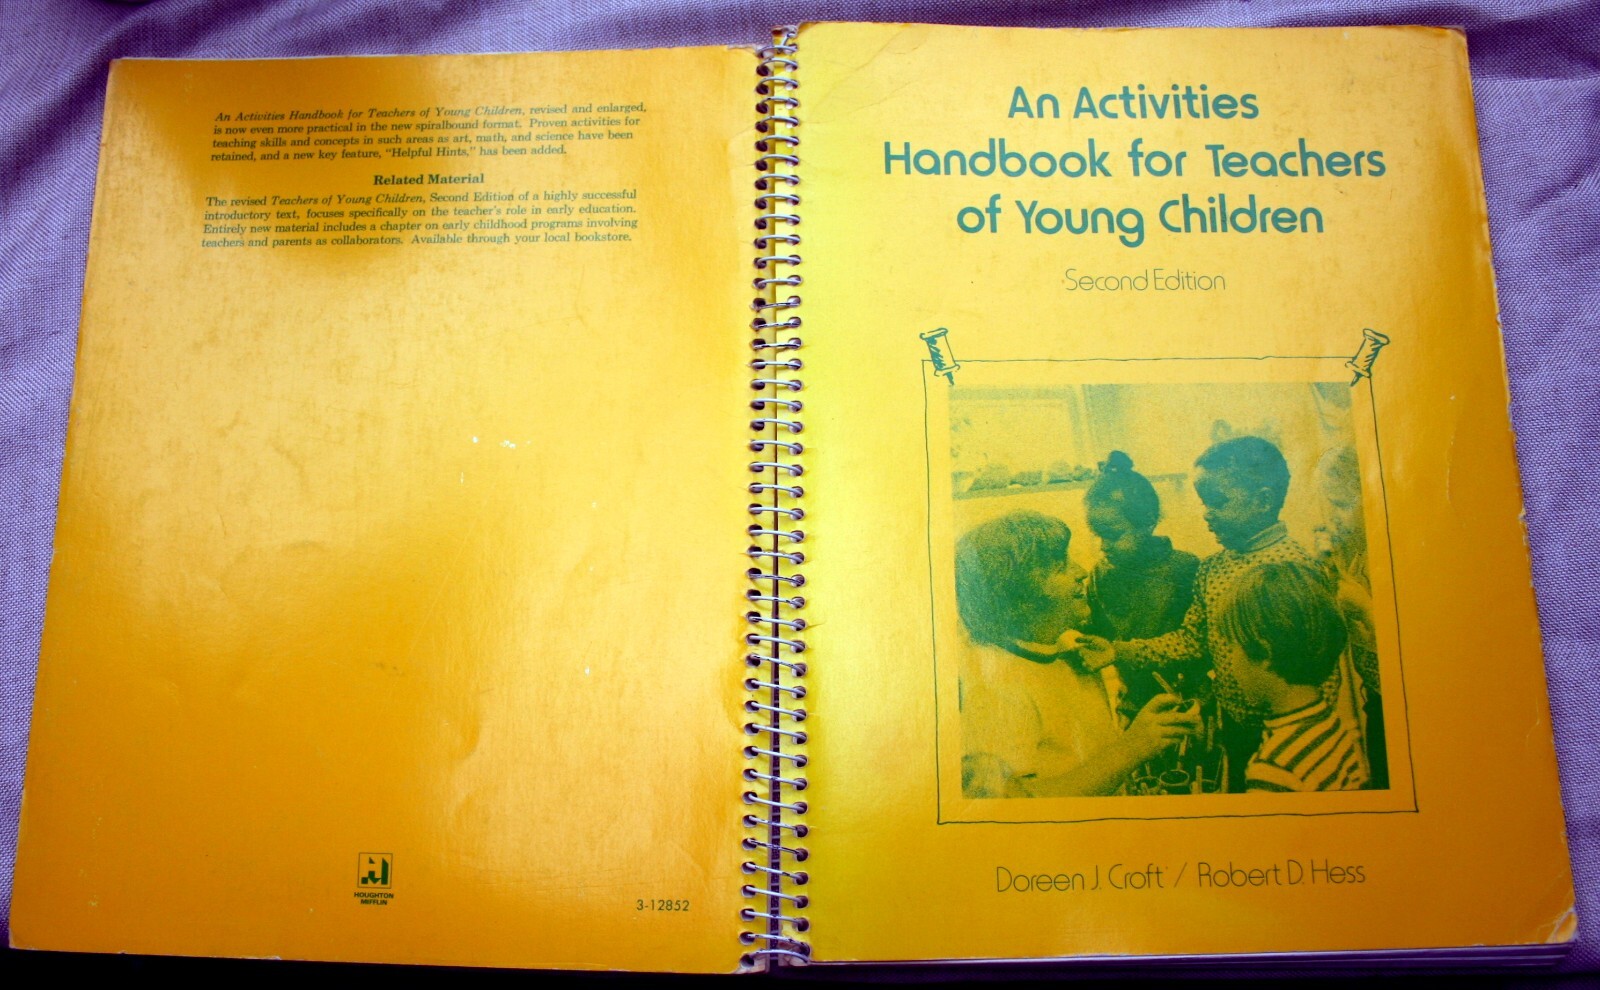 An Activities Handbook for Teachers of Young Children, revised and enlarged,
is now even more practical in the new spiralbound format. Proven activities for
teaching skills and concepts in such areas as art, math, and science have been
retained, and a new key feature, "Helpful Hints," has been added.
Related Material
The revised Teachers of Young Children, Second Edition of a highly successful
introductory text, focuses specifically on the teacher's role in early education.
Entirely new material includes a chapter on early childhood programs involving
teachers and parents as collaborators. Available through your local bookstore.
HOUGHTON
MIFFLIN
3-12852
An Activities
Handbook for Teachers
of Young Children
Second Edition
Doreen J. Croft / Robert D. Hess